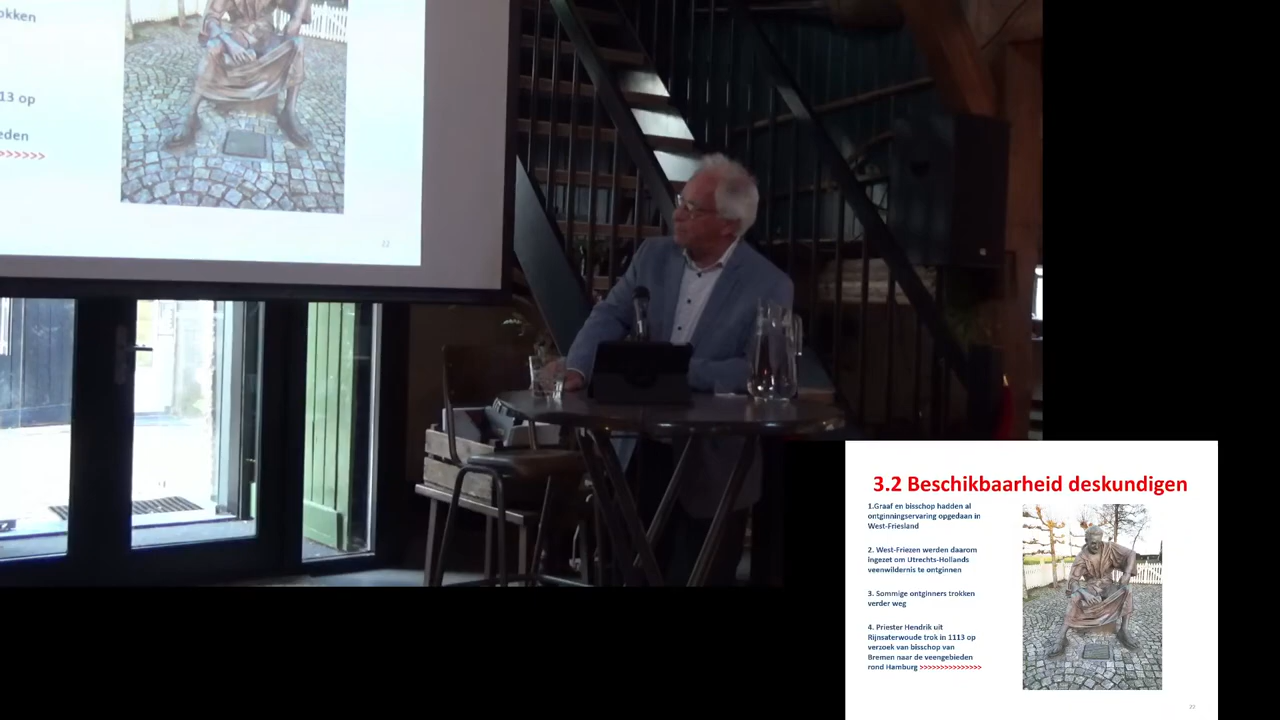 okken
13 op
eden
>>>>>>
22
3.2 Beschikbaarheid deskundigen
1.Graaf en bisschop hadden al
ontginningservaring opgedaan in
West-Friesland
2. West-Friezen werden daarom
ingezet om Utrechts-Hollands
veenwildernis te ontginnen
3. Sommige ontginners trokken
verder weg
4. Priester Hendrik uit
Rijnsaterwoude trok in 1113 op
verzoek van bisschop van
Bremen naar de veengebieden
rond Hamburg >>>>>>>>>>>>>>>
22